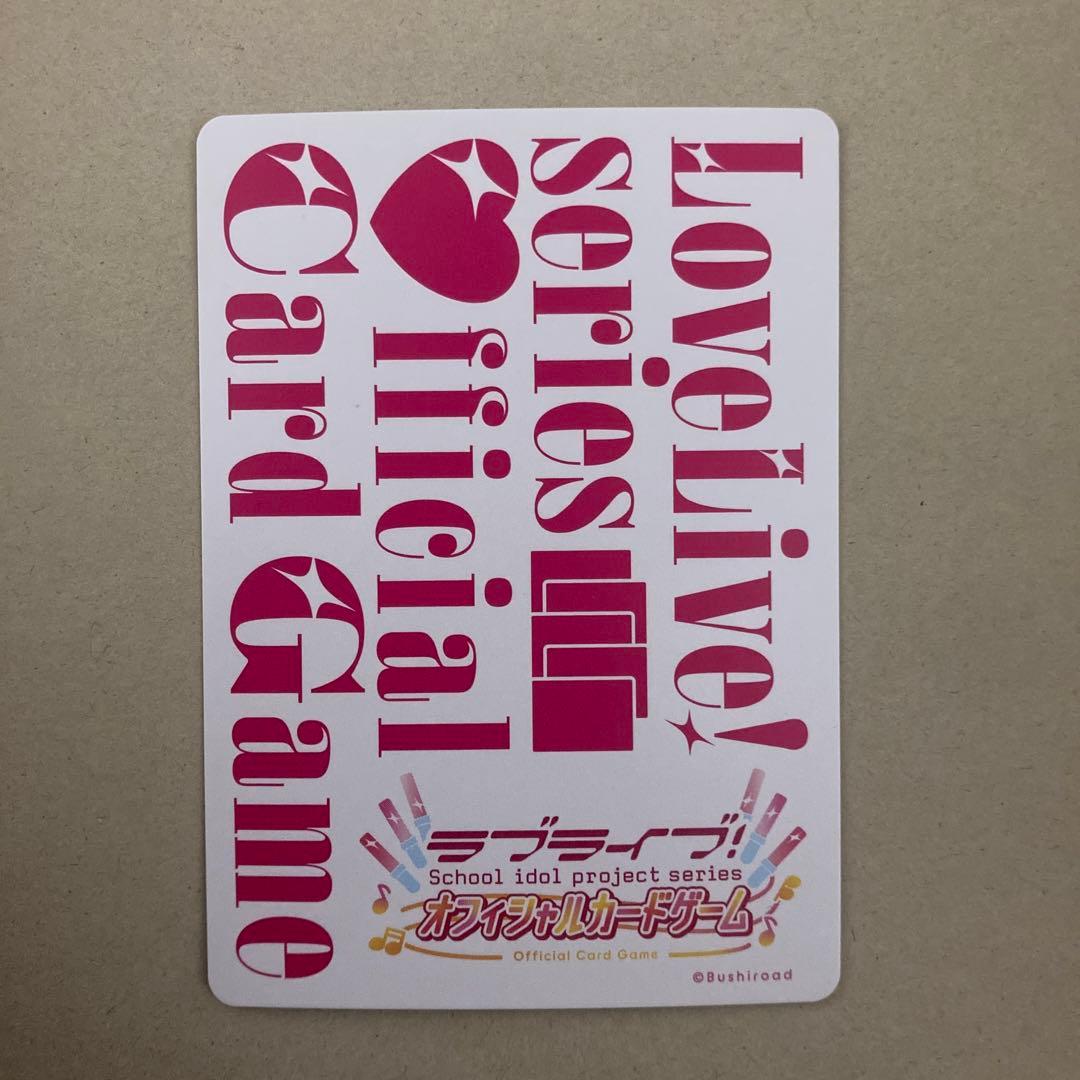 LoveLive!
series
Official
Card Game
ラブライブ!
School idol project series
オフィシャルカードゲーム
Official Card Game
©Bushiroad